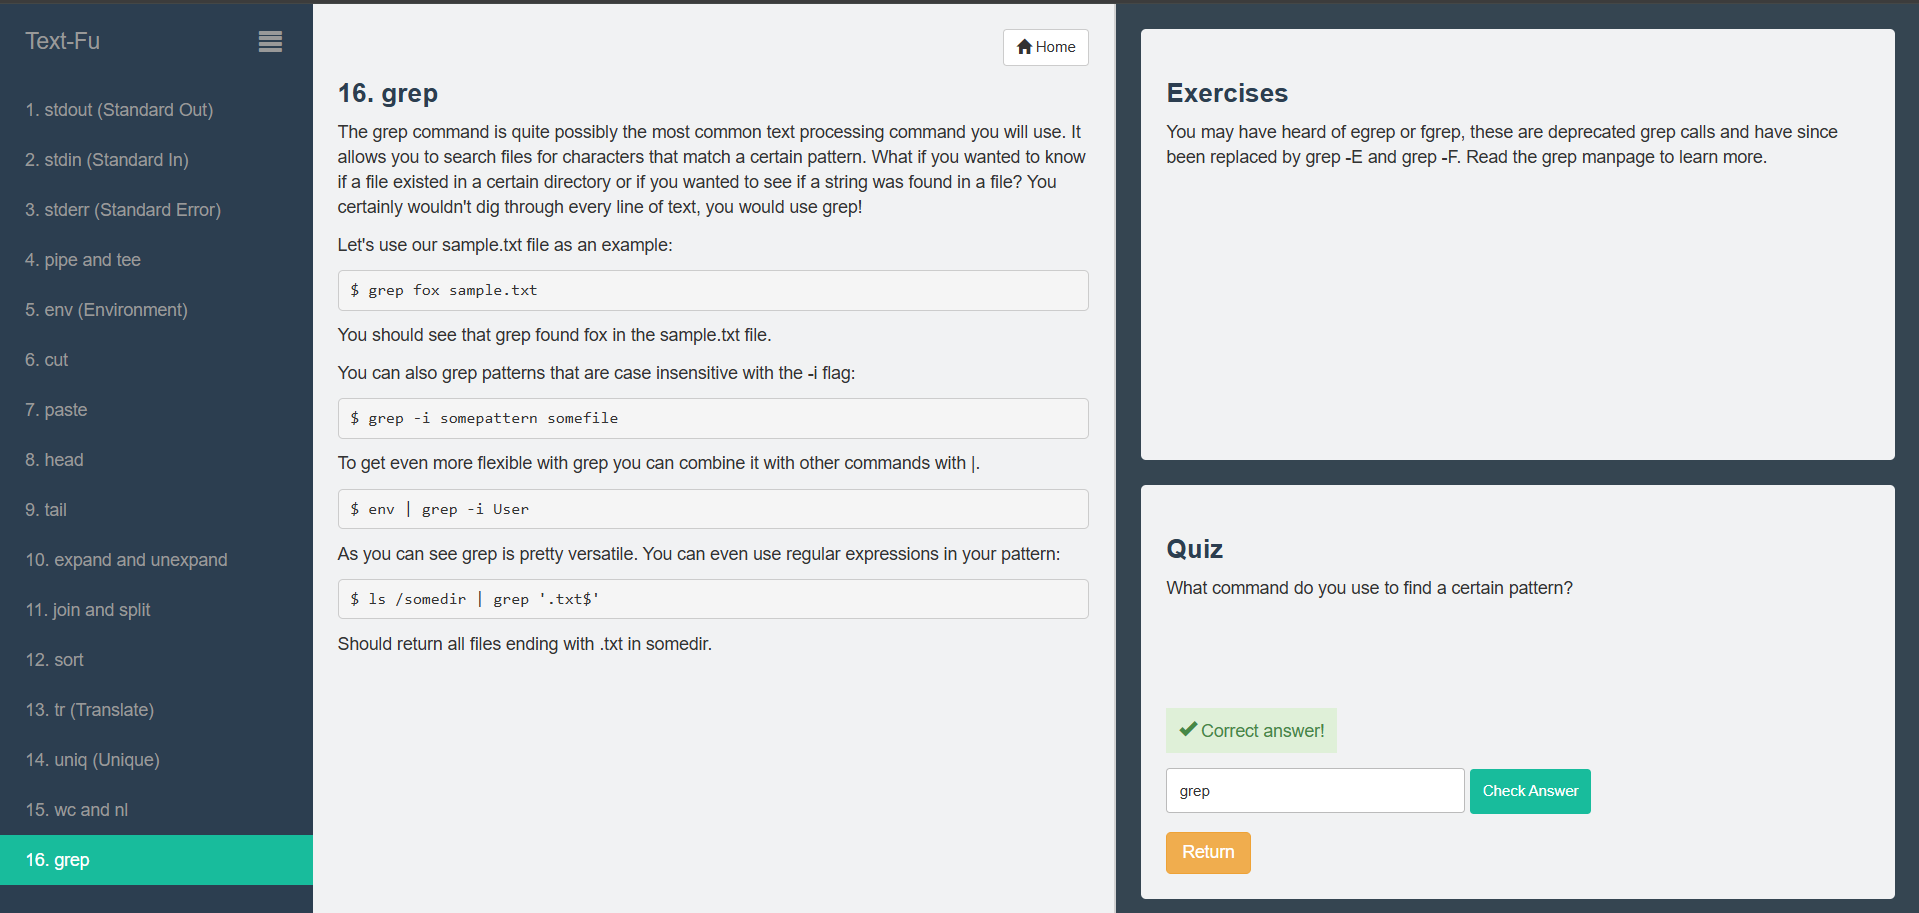 Text-Fu
1. stdout (Standard Out)
2. stdin (Standard In)
3. stderr (Standard Error)
4. pipe and tee
5. env (Environment)
6. cut
7. paste
8. head
9. tail
10. expand and unexpand
11. join and split
12. sort
13. tr (Translate)
14. uniq (Unique)
15. wc and nl
16. grep
Home
16. grep
The grep command is quite possibly the most common text processing command you will use. It
allows you to search files for characters that match a certain pattern. What if you wanted to know
if a file existed in a certain directory or if you wanted to see if a string was found in a file? You
certainly wouldn't dig through every line of text, you would use grep!
Let's use our sample.txt file as an example:
$ grep fox sample.txt
You should see that grep found fox in the sample.txt file.
You can also grep patterns that are case insensitive with the -i flag:
$ grep -i somepattern somefile
To get even more flexible with grep you can combine it with other commands with |.
$ env | grep -i User
As you can see grep is pretty versatile. You can even use regular expressions in your pattern:
$ ls /somedir | grep '.txt$'
Should return all files ending with .txt in somedir.
Exercises
You may have heard of egrep or fgrep, these are deprecated grep calls and have since
been replaced by grep -E and grep -F. Read the grep manpage to learn more.
Quiz
What command do you use to find a certain pattern?
Correct answer!
grep
Check Answer
Return